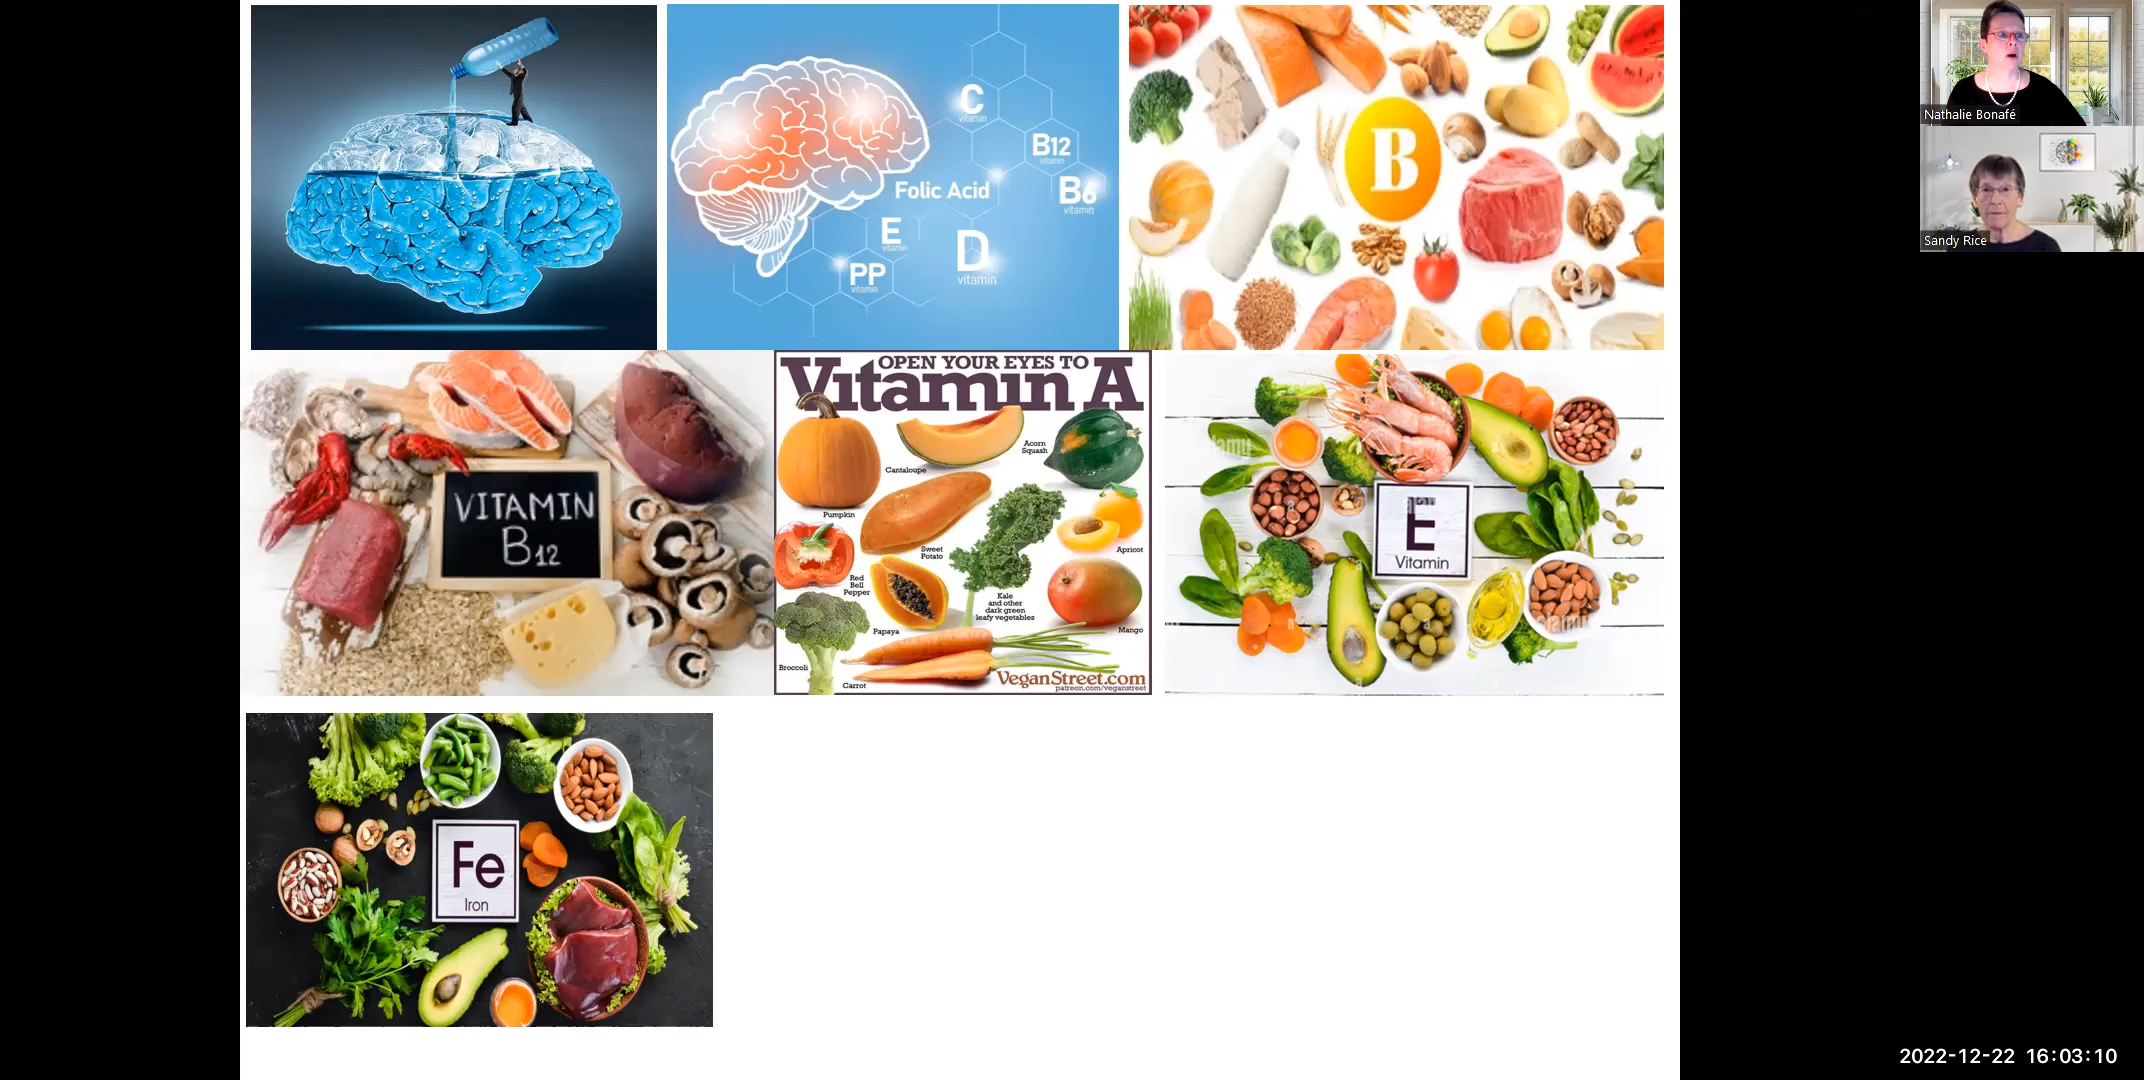 C
vitamin
B12
vitamin
Folic Acid
B6
vitamin
E
vitamin
D
vitamin
PP
vitamin
B
Nathalie Bonafé
Sandy Rice
VITAMIN
B12
OPEN YOUR EYES TO
Vitamin A
Pumpkin
Cantaloupe
Acorn
Squash
Sweet
Potato
Apricot
Red
Bell
Pepper
Kale
and other
dark green
leafy vegetables
Papaya
Mango
Broccoli
Carrot
VeganStreet.com
patreon.com/veganstreet
E
Vitamin
Fe
Iron
2022-12-22 16:03:10